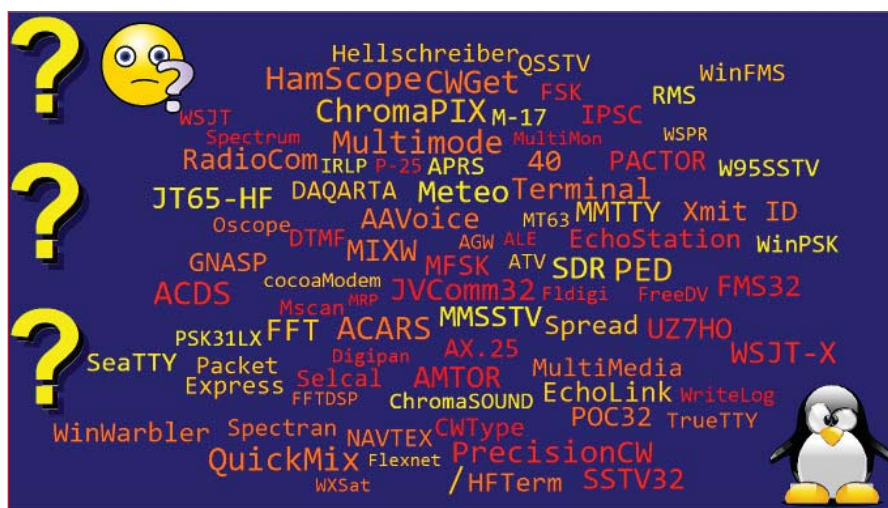 ? Hellschreiber QSSTV
HamScope CWGet WinFMS
FSK RMS
WSJT ChromaPIX M-17 IPSC
Spectrum Multimode MultiMon WSPR
RadioCom IRLP P-25 APRS 40 PACTOR W95SSTV
? JT65-HF DAQARTA Meteo Terminal
Oscope AAVoice MT63 MMTTY Xmit ID
DTMF MIXW AGW ALE EchoStation WinPSK
GNASP MFSK ATV SDR PED
cocoaModem
ACDS Mscan MRP JVComm32 Fldigi FreeDV FMS32
? PSK31LX FFT ACARS MMSSTV Spread UZ7HO
SeaTTY Packet Digipan AX.25 WSJT-X
Express Selcal AMTOR MultiMedia
FFTDSP ChromaSOUND EchoLink WriteLog
WinWarbler Spectran NAVTEX CWType POC32 TrueTTY
QuickMix Flexnet PrecisionCW
WXSat /HFTerm SSTV32